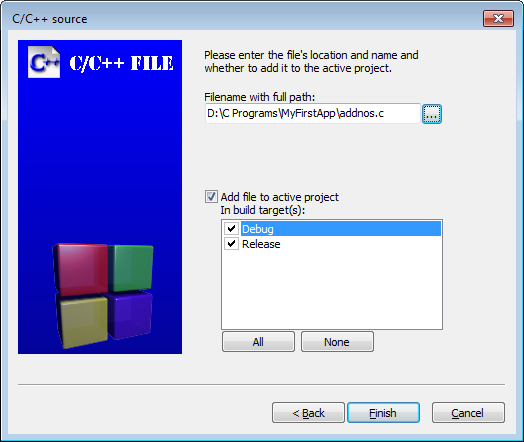 C/C++ source
C++
C/C++ FILE
Please enter the file's location and name and
whether to add it to the active project.
Filename with full path:
D:\C Programs\MyFirstApp\addnos.c
...
Add file to active project
In build target(s):
Debug
Release
All
None
< Back
Finish
Cancel